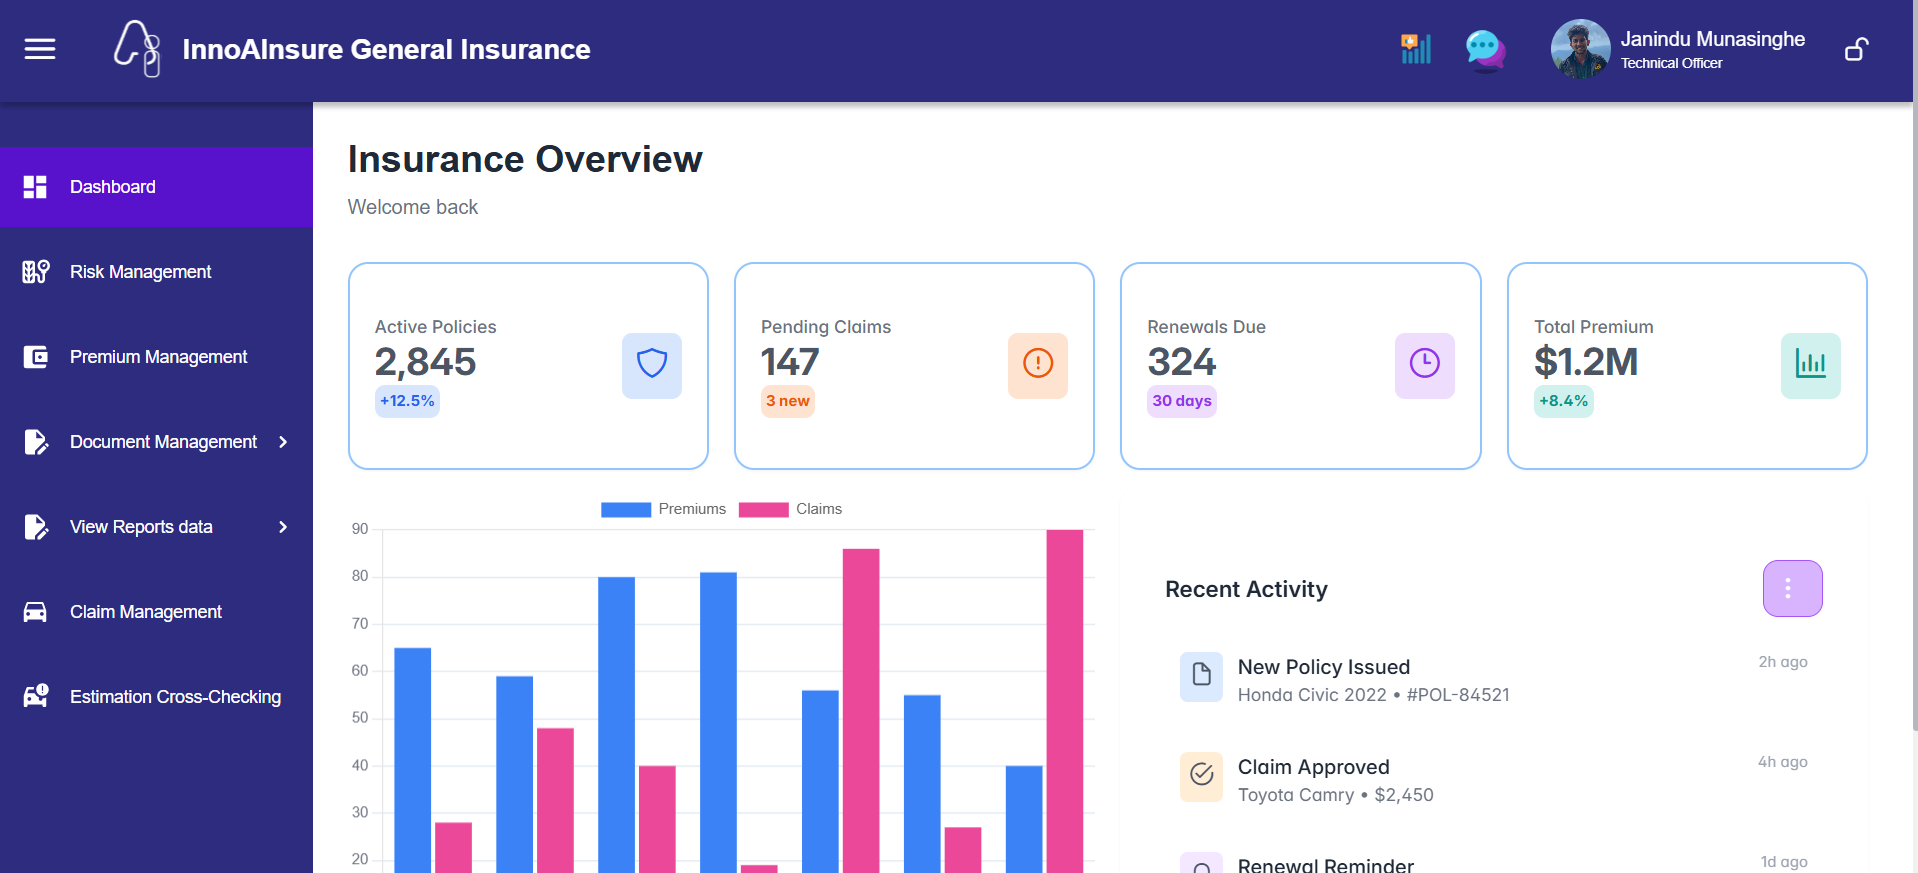 InnoAInsure General Insurance
Janindu Munasinghe
Technical Officer
Dashboard
Risk Management
Premium Management
Document Management
View Reports data
Claim Management
Estimation Cross-Checking
Insurance Overview
Welcome back
Active Policies
2,845
+12.5%
Pending Claims
147
3 new
Renewals Due
324
30 days
Total Premium
$1.2M
+8.4%
Premiums Claims
90
80
70
60
50
40
30
20
Recent Activity
New Policy Issued
2h ago
Honda Civic 2022 • #POL-84521
Claim Approved
4h ago
Toyota Camry • $2,450
Renewal Reminder
1d ago